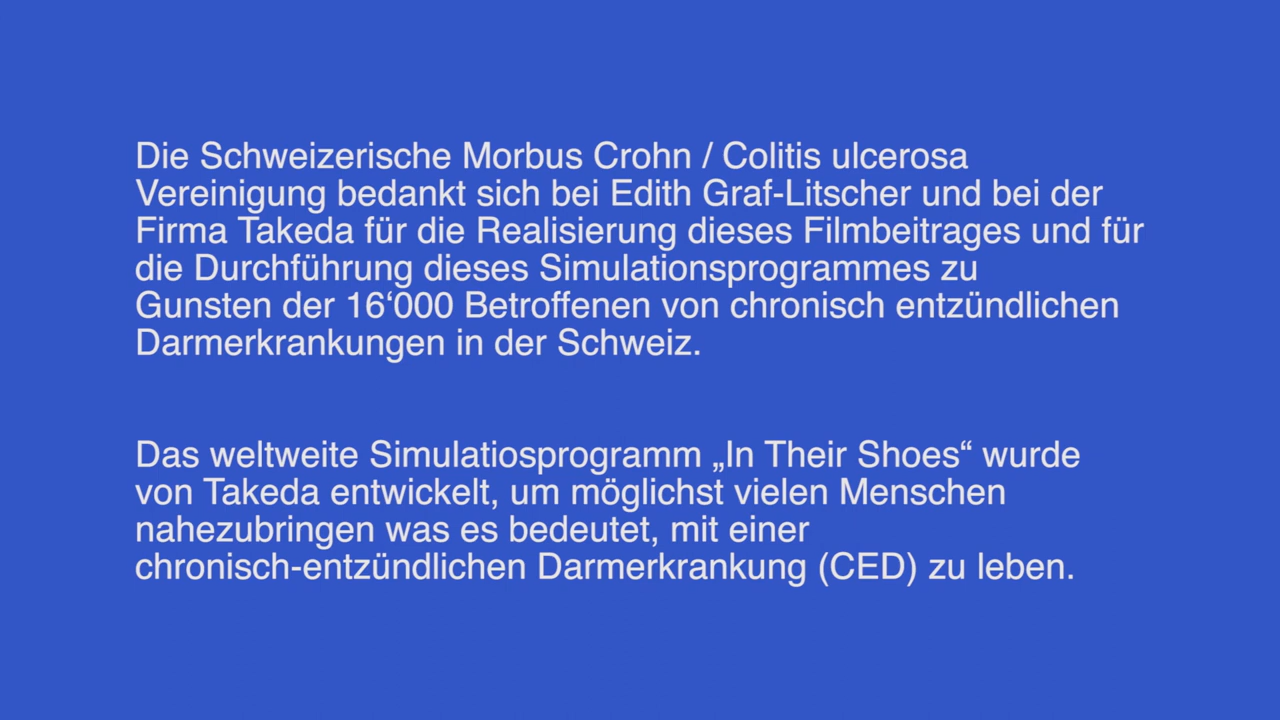 Die Schweizerische Morbus Crohn / Colitis ulcerosa
Vereinigung bedankt sich bei Edith Graf-Litscher und bei der
Firma Takeda für die Realisierung dieses Filmbeitrages und für
die Durchführung dieses Simulationsprogrammes zu
Gunsten der 16‘000 Betroffenen von chronisch entzündlichen
Darmerkrankungen in der Schweiz.
Das weltweite Simulatiosprogramm „In Their Shoes“ wurde
von Takeda entwickelt, um möglichst vielen Menschen
nahezubringen was es bedeutet, mit einer
chronisch-entzündlichen Darmerkrankung (CED) zu leben.